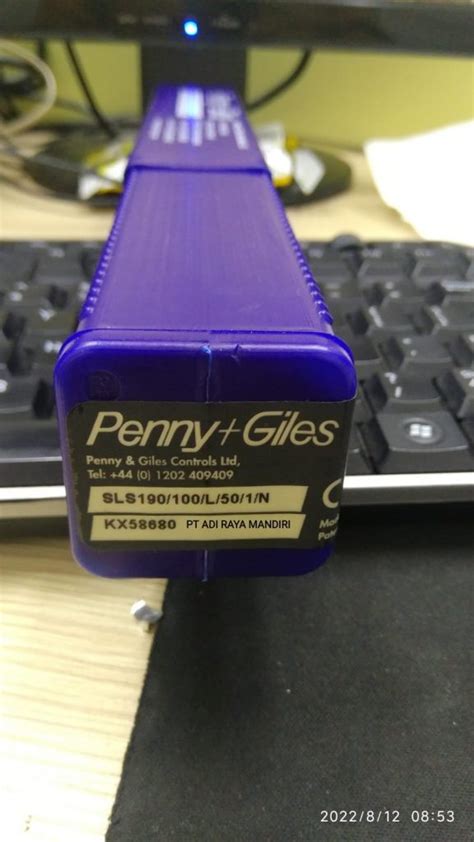 Penny+Giles
Penny & Giles Controls Ltd,
Tel: +44 (0) 1202 409409
SLS190/100/L/50/1/N
KX58680 PT ADI RAYA MANDIRI
2022/8/12 08:53